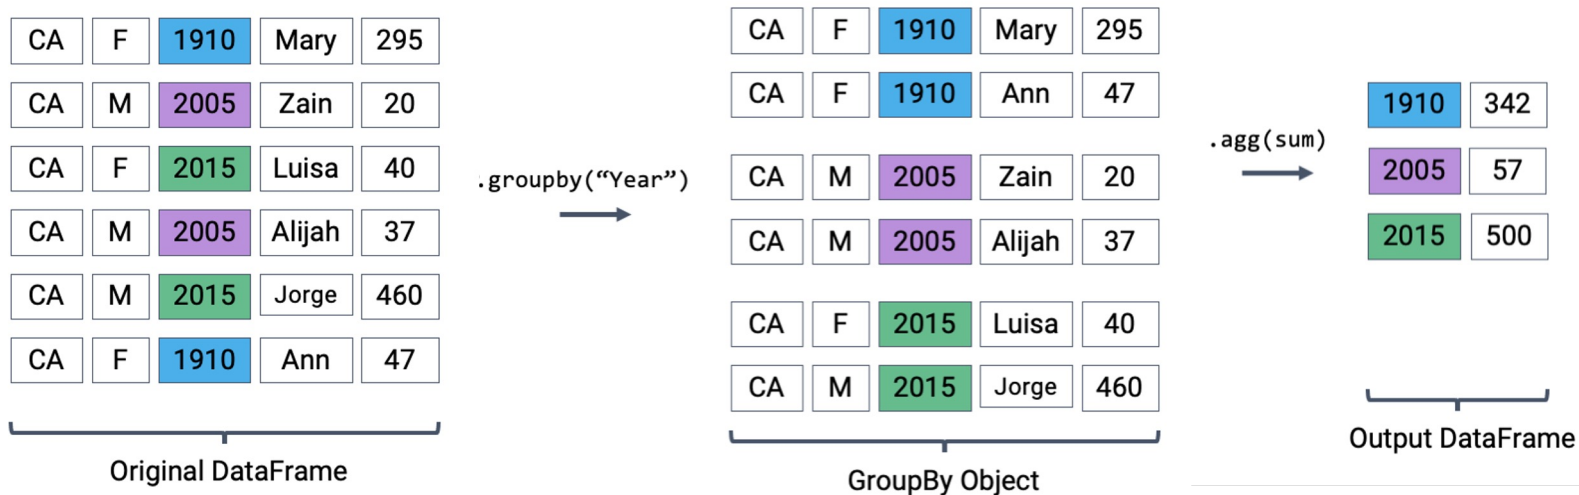 CA F 1910 Mary 295
CA M 2005 Zain 20
CA F 2015 Luisa 40
CA M 2005 Alijah 37
CA M 2015 Jorge 460
CA F 1910 Ann 47
Original DataFrame
.groupby(“Year”)
CA F 1910 Mary 295
CA F 1910 Ann 47
CA M 2005 Zain 20
CA M 2005 Alijah 37
CA F 2015 Luisa 40
CA M 2015 Jorge 460
GroupBy Object
.agg(sum)
1910 342
2005 57
2015 500
Output DataFrame